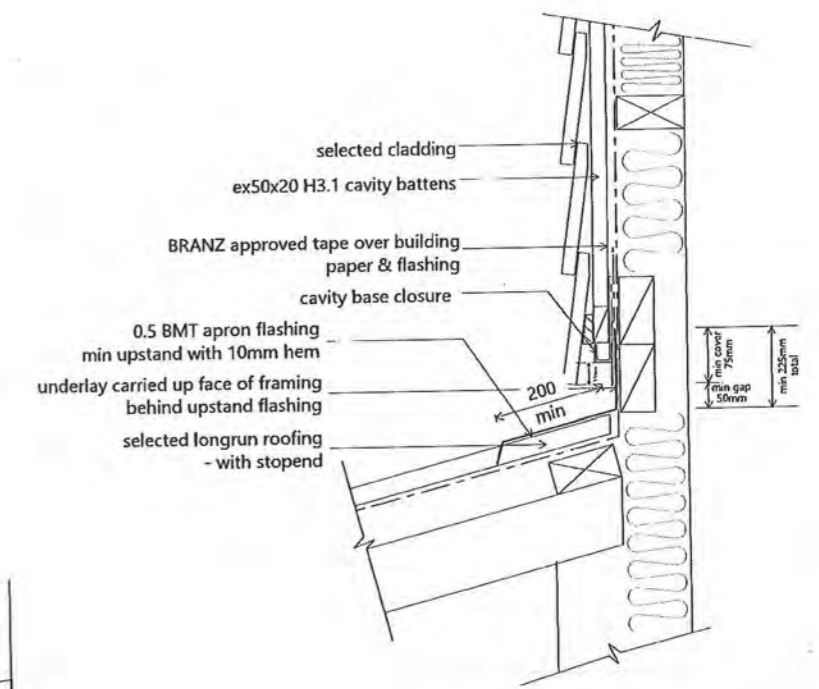 selected cladding
ex50x20 H3.1 cavity battens
BRANZ approved tape over building
paper & flashing
cavity base closure
0.5 BMT apron flashing
min upstand with 10mm hem
underlay carried up face of framing
behind upstand flashing
selected longrun roofing
- with stopend
200
min
min cover
75mm
min gap
50mm
min 225mm
total